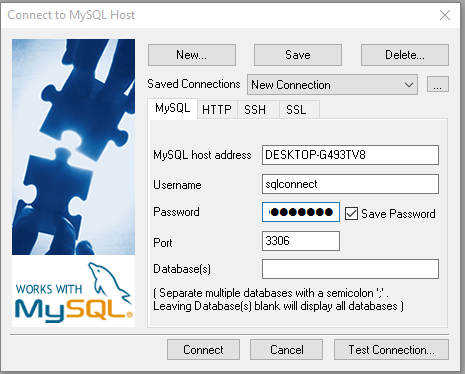 Connect to MySQL Host
New...
Save
Delete...
Saved Connections
New Connection
...
MySQL
HTTP
SSH
SSL
MySQL host address
DESKTOP-G493TV8
Username
sqlconnect
Password
●●●●●●●
Save Password
Port
3306
Database(s)
( Separate multiple databases with a semicolon ';' .
Leaving Database(s) blank will display all databases )
WORKS WITH
MySQL®
Connect
Cancel
Test Connection...